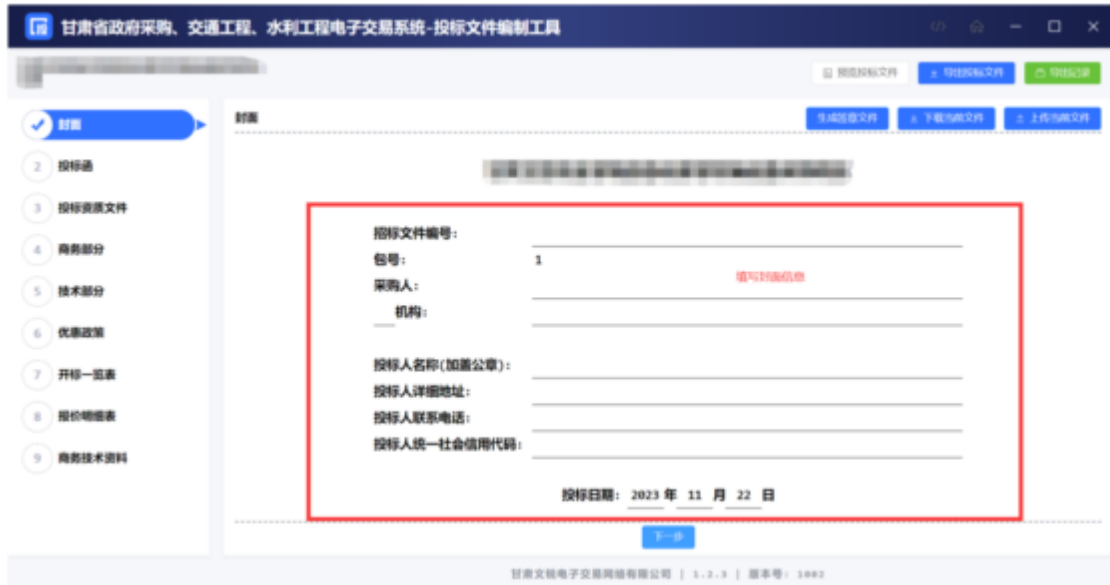 甘肃省政府采购、交通工程、水利工程电子交易系统-投标文件编制工具
预览投标文件 导出投标文件 导出记录
封面
封面
生成签章文件 下载当前文件 上传当前文件
2 投标函
3 投标资质文件
4 商务部分
5 技术部分
6 优惠政策
7 开标一览表
8 报价明细表
9 商务技术资料
招标文件编号:
包号: 1
填写封面信息
采购人:
机构:
投标人名称(加盖公章):
投标人详细地址:
投标人联系电话:
投标人统一社会信用代码:
投标日期: 2023 年 11 月 22 日
下一步
甘肃文锐电子交易网络有限公司 | 1.2.3 | 版本号: 1002